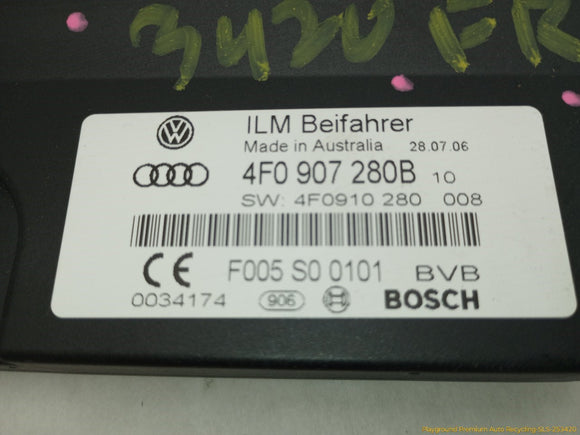 3420 FR
ILM Beifahrer
Made in Australia 28.07.06
4F0 907 280B 10
SW: 4F0910 280 008
F005 S0 0101 BVB
CE
0034174 906 BOSCH
Playground Premium Auto Recycling-SLS-253420